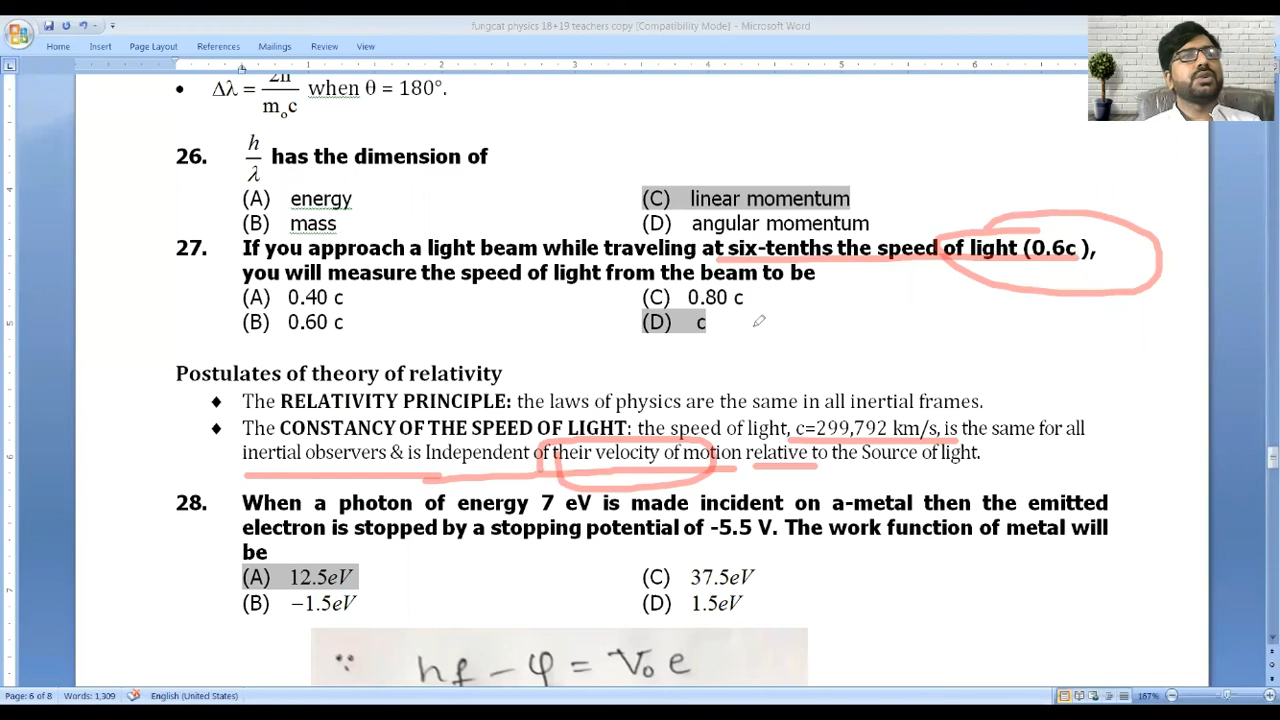 fungcat physics 18+19 teachers copy [Compatibility Mode] - Microsoft Word
Home Insert Page Layout References Mailings Review View
1 2 3 4 5 6
• Δλ = 2h / mₒc when θ = 180°.
26. h / λ has the dimension of
(A) energy (C) linear momentum
(B) mass (D) angular momentum
27. If you approach a light beam while traveling at six-tenths the speed of light (0.6c ),
you will measure the speed of light from the beam to be
(A) 0.40 c (C) 0.80 c
(B) 0.60 c (D) c
Postulates of theory of relativity
♦ The RELATIVITY PRINCIPLE: the laws of physics are the same in all inertial frames.
♦ The CONSTANCY OF THE SPEED OF LIGHT: the speed of light, c=299,792 km/s, is the same for all
inertial observers & is Independent of their velocity of motion relative to the Source of light.
28. When a photon of energy 7 eV is made incident on a-metal then the emitted
electron is stopped by a stopping potential of -5.5 V. The work function of metal will
be
(A) 12.5eV (C) 37.5eV
(B) −1.5eV (D) 1.5eV
∵ hf − φ = V₀ e
Page: 6 of 8 Words: 1,309 English (United States) 167%